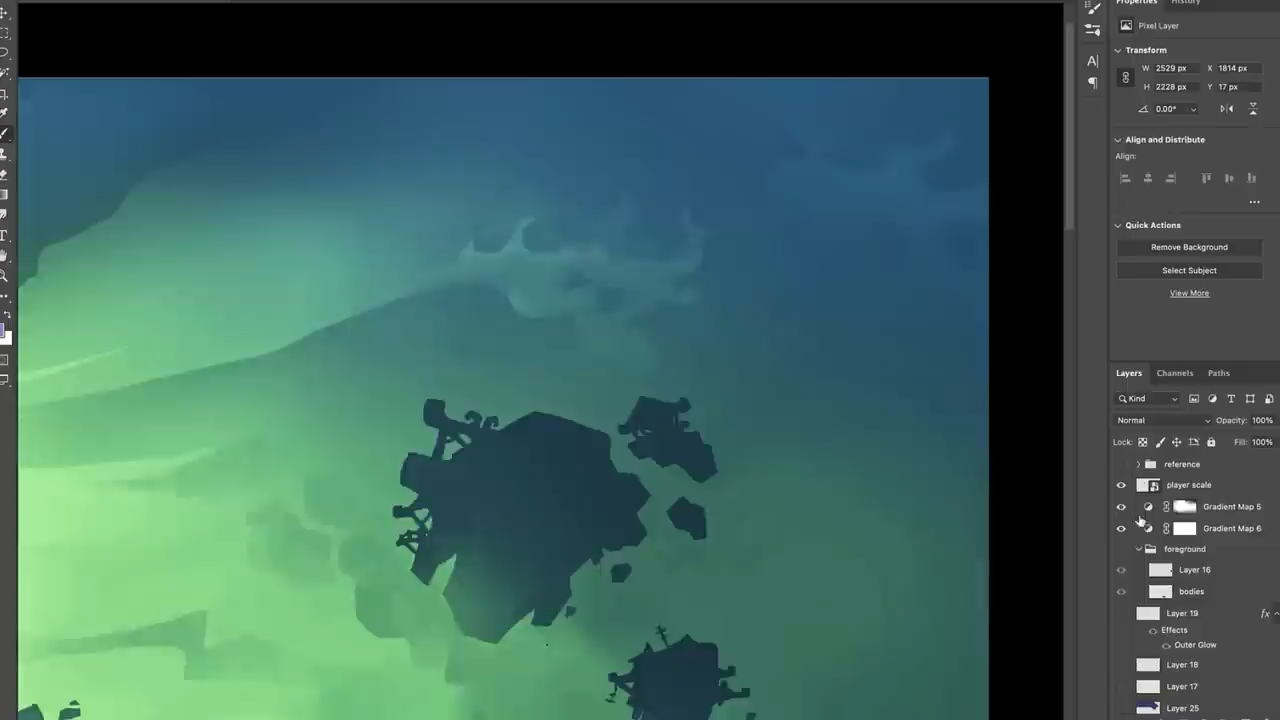 Properties History
Pixel Layer
Transform
W 2529 px X 1814 px
H 2228 px Y 17 px
0.00°
Align and Distribute
Align:
Quick Actions
Remove Background
Select Subject
View More
Layers Channels Paths
Kind
Normal Opacity: 100%
Lock: Fill: 100%
reference
player scale
Gradient Map 5
Gradient Map 6
foreground
Layer 16
bodies
Layer 19 fx
Effects
Outer Glow
Layer 18
Layer 17
Layer 25